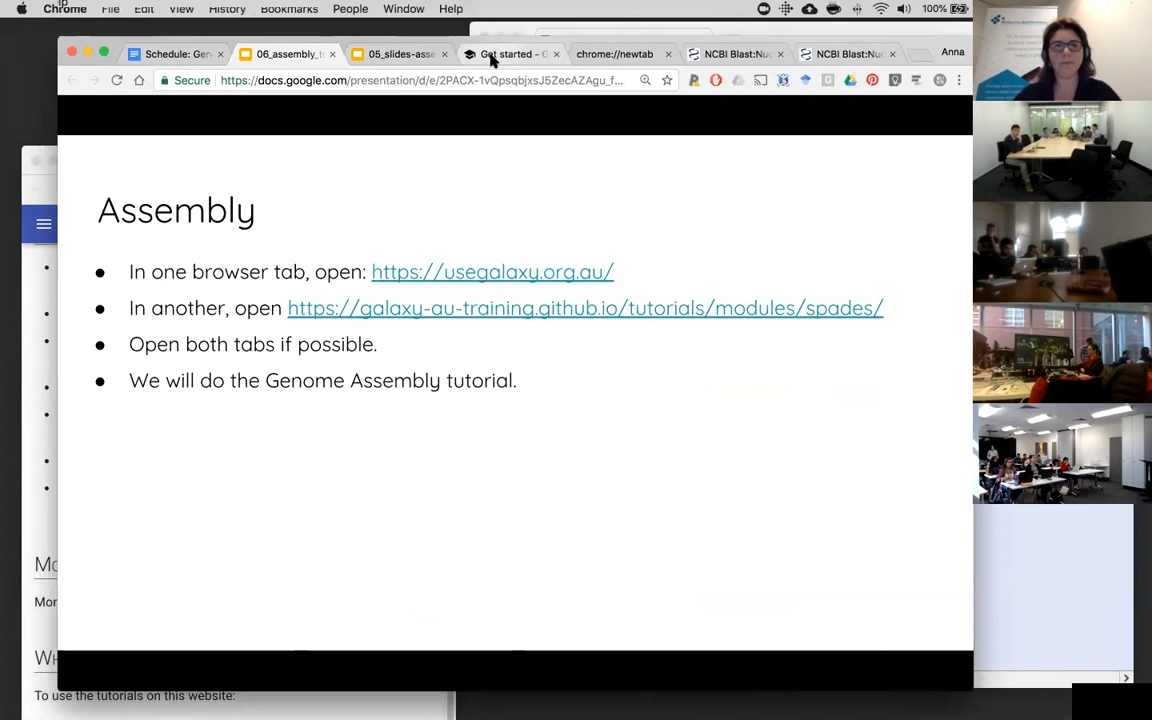 Chrome File Edit View History Bookmarks People Window Help 100%
Schedule: Gen 06_assembly_t 05_slides-asse Get started - G chrome://newtab NCBI Blast:Nuc NCBI Blast:Nuc Anna
Secure https://docs.google.com/presentation/d/e/2PACX-1vQpsqbjxsJ5ZecAZAgu_f...
Assembly
• In one browser tab, open: https://usegalaxy.org.au/
• In another, open https://galaxy-au-training.github.io/tutorials/modules/spades/
• Open both tabs if possible.
• We will do the Genome Assembly tutorial.
Mo
Mor
Wh
To use the tutorials on this website: